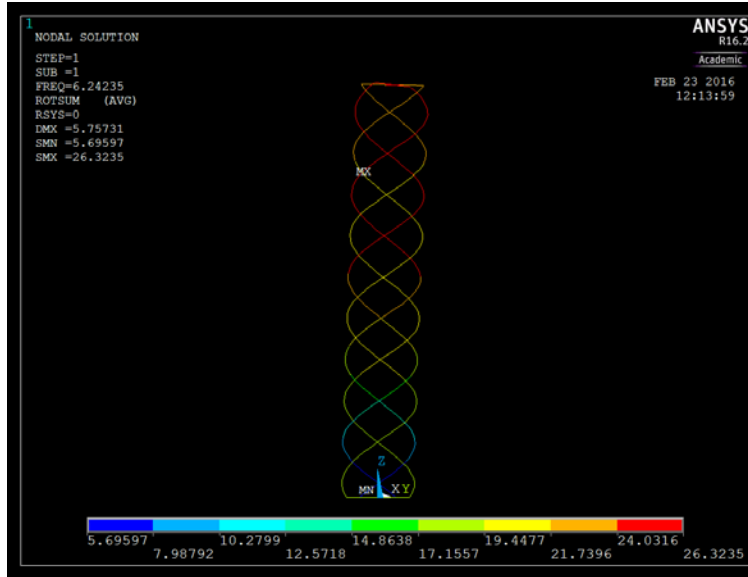 1
NODAL SOLUTION
STEP=1
SUB =1
FREQ=6.24235
ROTSUM   (AVG)
RSYS=0
DMX =5.75731
SMN =5.69597
SMX =26.3235
ANSYS
R16.2
Academic
FEB 23 2016
12:13:59
MX
Z
MN
X Y
5.69597 10.2799 14.8638 19.4477 24.0316
7.98792 12.5718 17.1557 21.7396 26.3235